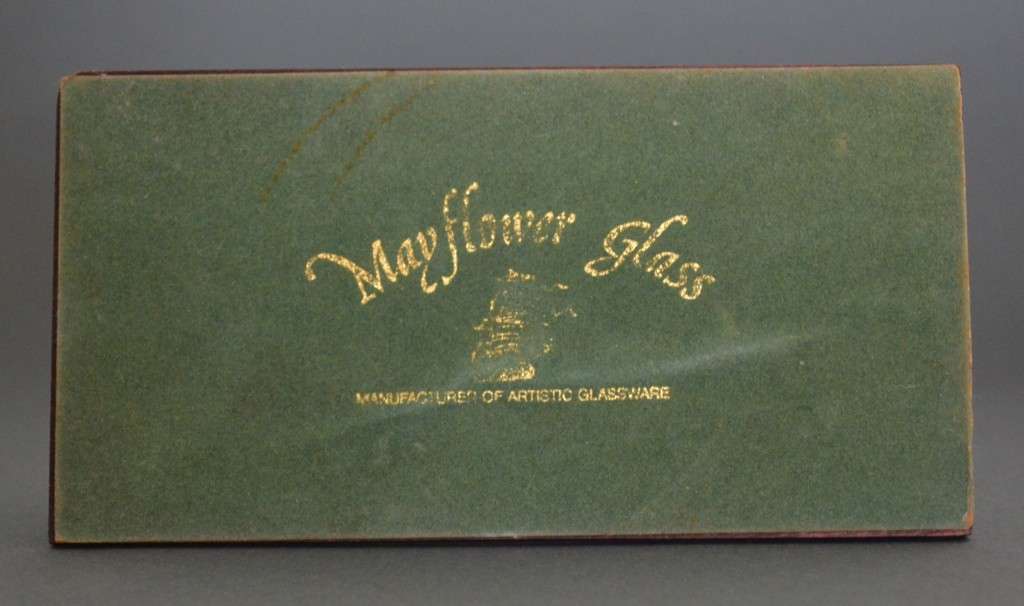 Mayflower Glass
MANUFACTURER OF ARTISTIC GLASSWARE